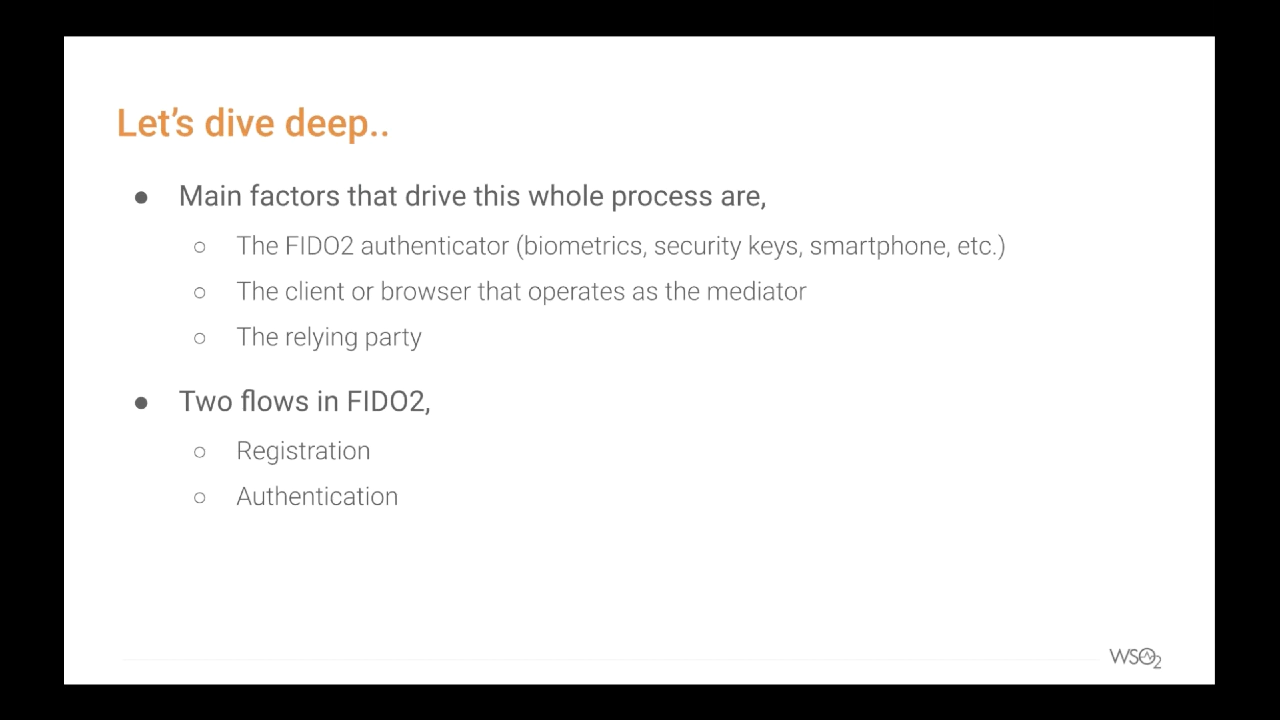 Let's dive deep..
● Main factors that drive this whole process are,
○ The FIDO2 authenticator (biometrics, security keys, smartphone, etc.)
○ The client or browser that operates as the mediator
○ The relying party
● Two flows in FIDO2,
○ Registration
○ Authentication
WSO2